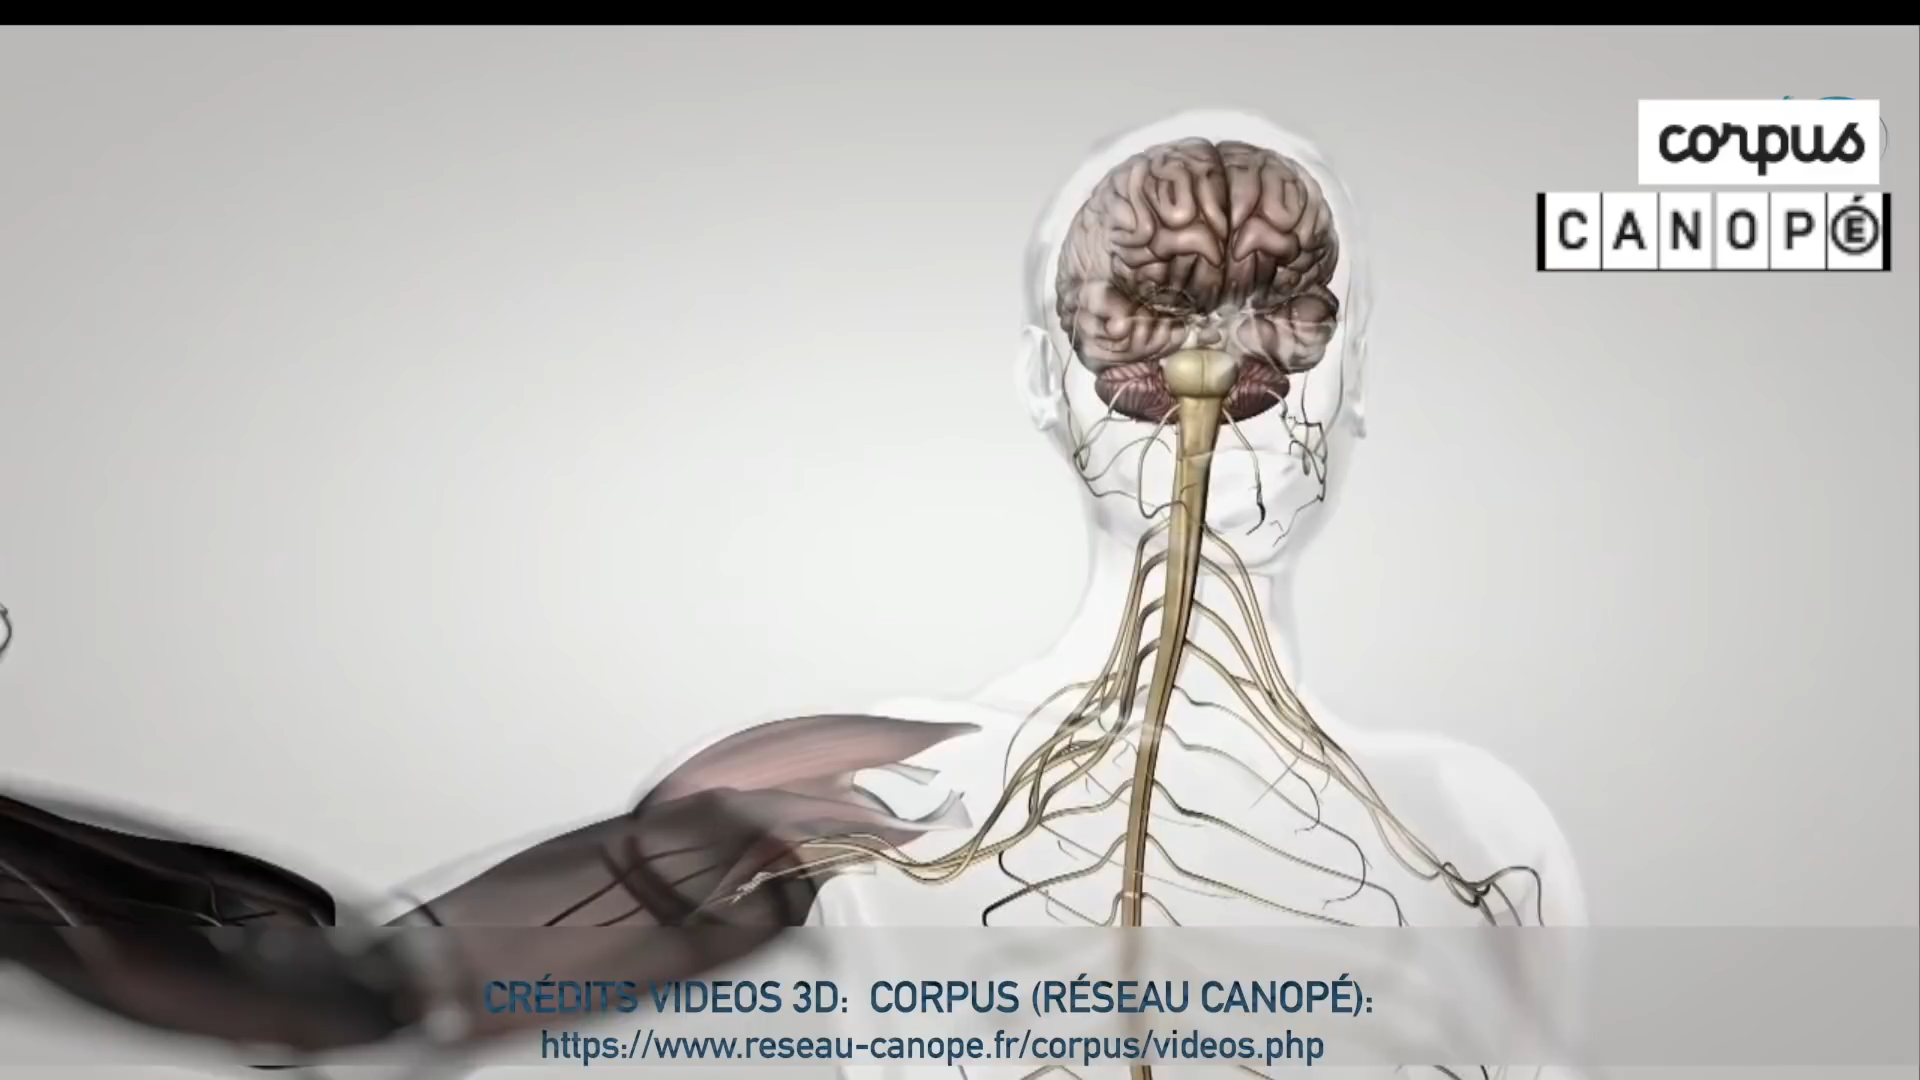 corpus
CANOPÉ
CRÉDITS VIDEOS 3D: CORPUS (RÉSEAU CANOPÉ):
https://www.reseau-canope.fr/corpus/videos.php